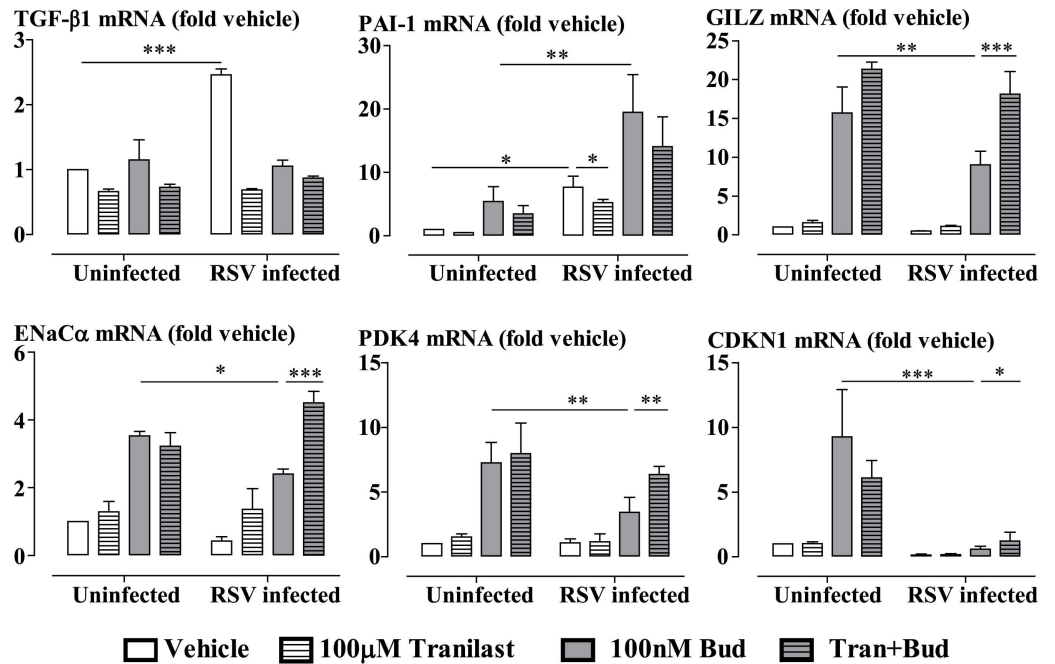 TGF-β1 mRNA (fold vehicle)
3
2
1
0
***
Uninfected
RSV infected
PAI-1 mRNA (fold vehicle)
30
20
10
0
**
*
*
Uninfected
RSV infected
GILZ mRNA (fold vehicle)
25
20
15
10
5
0
**
***
Uninfected
RSV infected
ENaCα mRNA (fold vehicle)
6
4
2
0
*
***
Uninfected
RSV infected
PDK4 mRNA (fold vehicle)
15
10
5
0
**
**
Uninfected
RSV infected
CDKN1 mRNA (fold vehicle)
15
10
5
0
***
*
Uninfected
RSV infected
Vehicle 100μM Tranilast 100nM Bud Tran+Bud